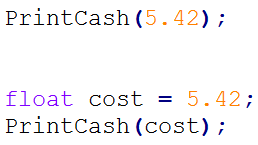 PrintCash(5.42);
float cost = 5.42;
PrintCash(cost);